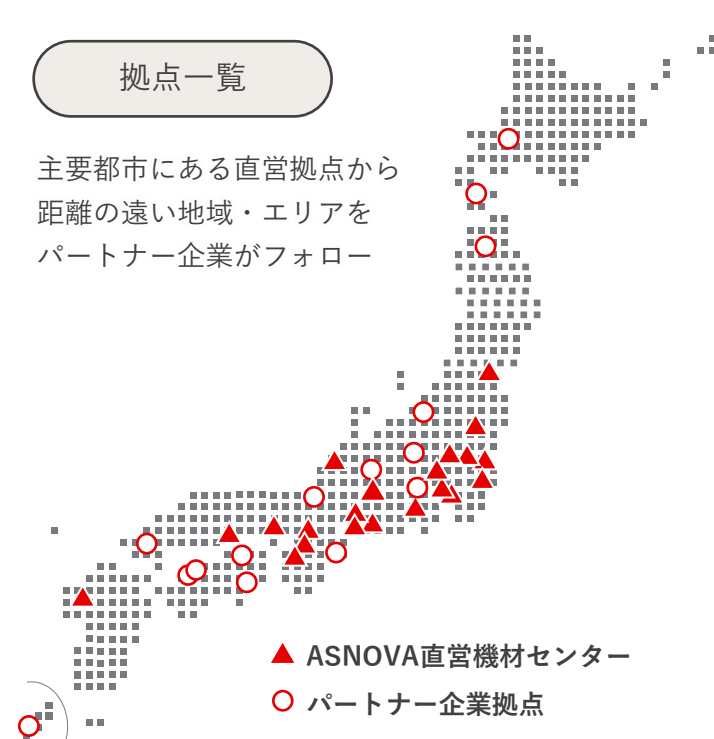 拠点一覧
主要都市にある直営拠点から
距離の遠い地域・エリアを
パートナー企業がフォロー
ASNOVA直営機材センター
パートナー企業拠点